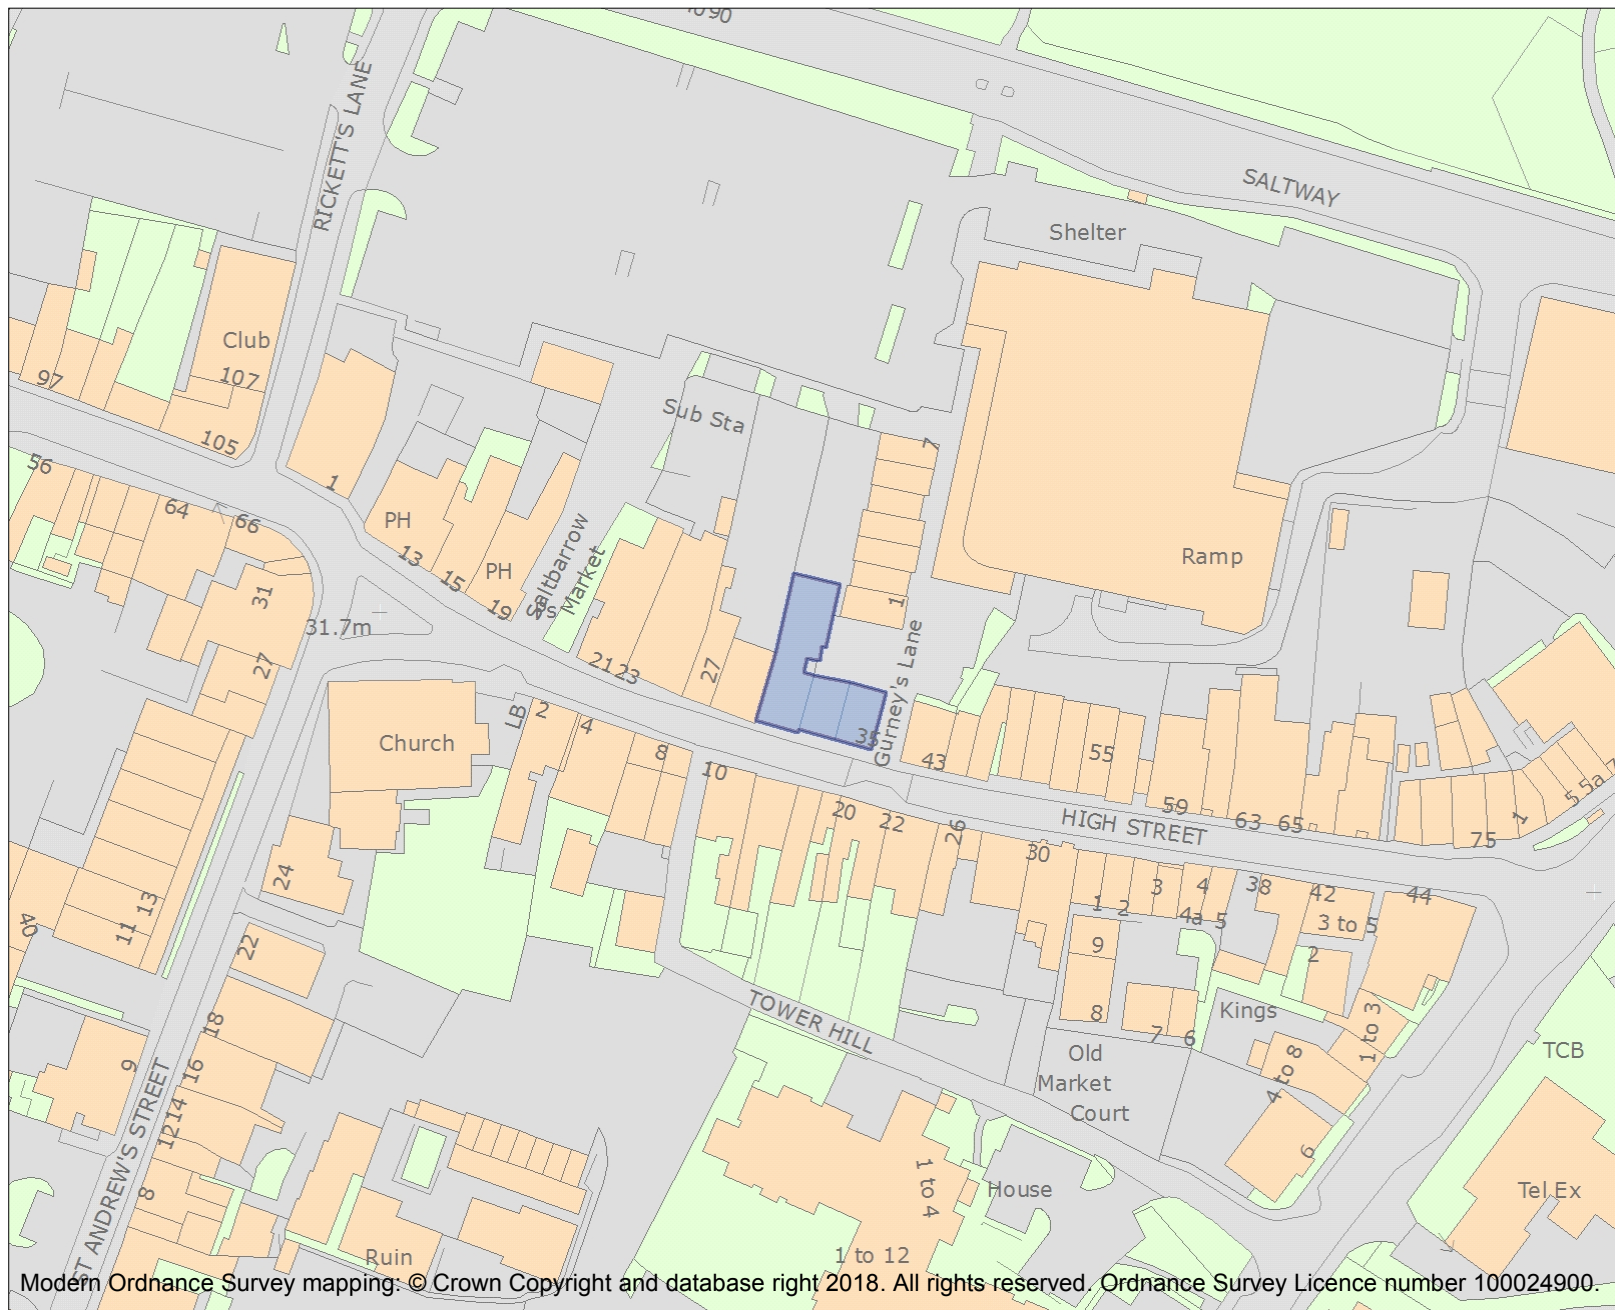 SALTWAY
RICKETT'S LANE
Shelter
Club
107
97
105
Sub Sta
7
56
1
64
66
PH
13
15
PH
19
Saltbarrow
Market
Ramp
31
31.7m
1
27
21
23
27
Gurney's Lane
35
Church
LB
2
4
8
10
43
55
59
63
65
75
1
5
5a
20
22
26
HIGH STREET
30
24
1
2
3
4
4a
5
38
42
3 to 5
44
13
11
40
22
9
2
8
7
6
Kings
TOWER HILL
1 to 3
18
16
9
14
12
Old
Market
Court
4 to 8
6
TCB
ST ANDREW'S STREET
8
1 to 4
House
Tel Ex
Ruin
1 to 12
Modern Ordnance Survey mapping: © Crown Copyright and database right 2018. All rights reserved. Ordnance Survey Licence number 100024900.